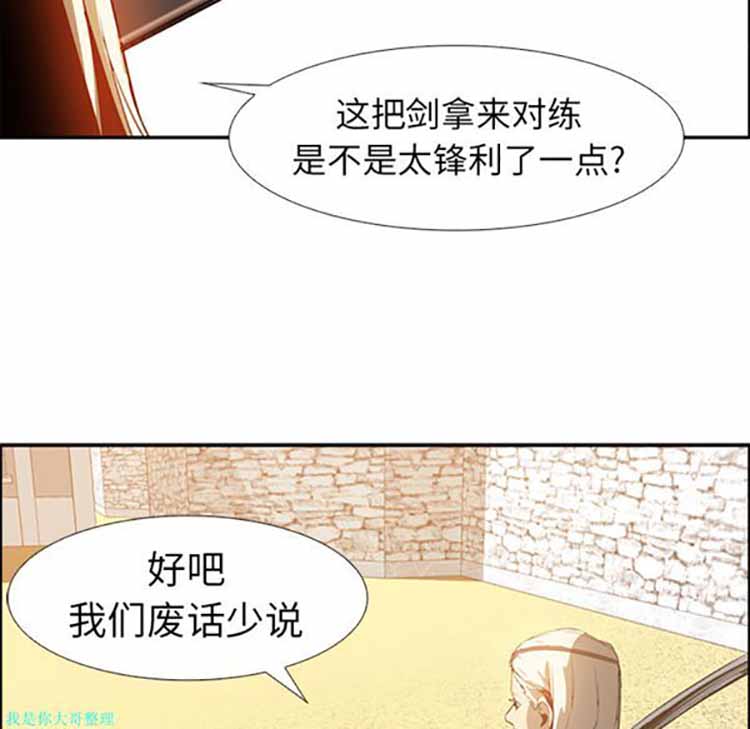 这把剑拿来对练
是不是太锋利了一点?
好吧
我们废话少说
我是你大哥整理